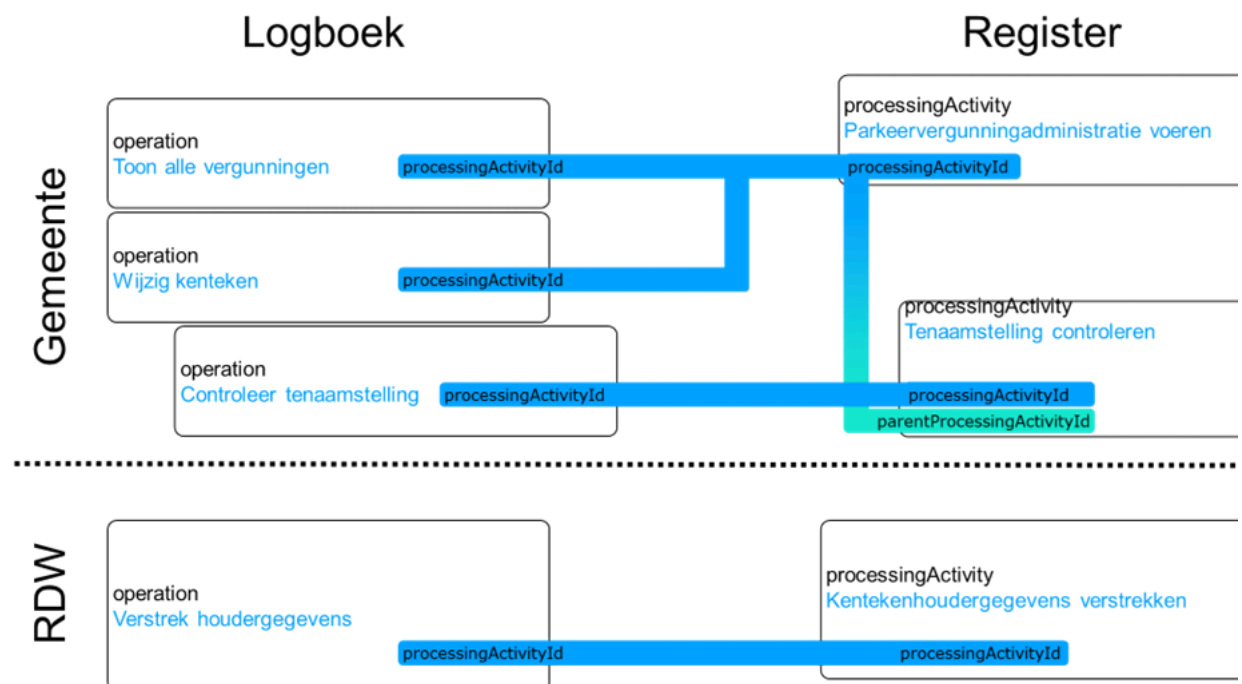 Logboek
Register
Gemeente
operation
Toon alle vergunningen
processingActivityId
processingActivity
Parkeervergunningadministratie voeren
processingActivityId
operation
Wijzig kenteken
processingActivityId
processingActivity
Tenaamstelling controleren
operation
Controleer tenaamstelling
processingActivityId
processingActivityId
parentProcessingActivityId
RDW
operation
Verstrek houdergegevens
processingActivityId
processingActivity
Kentekenhoudergegevens verstrekken
processingActivityId